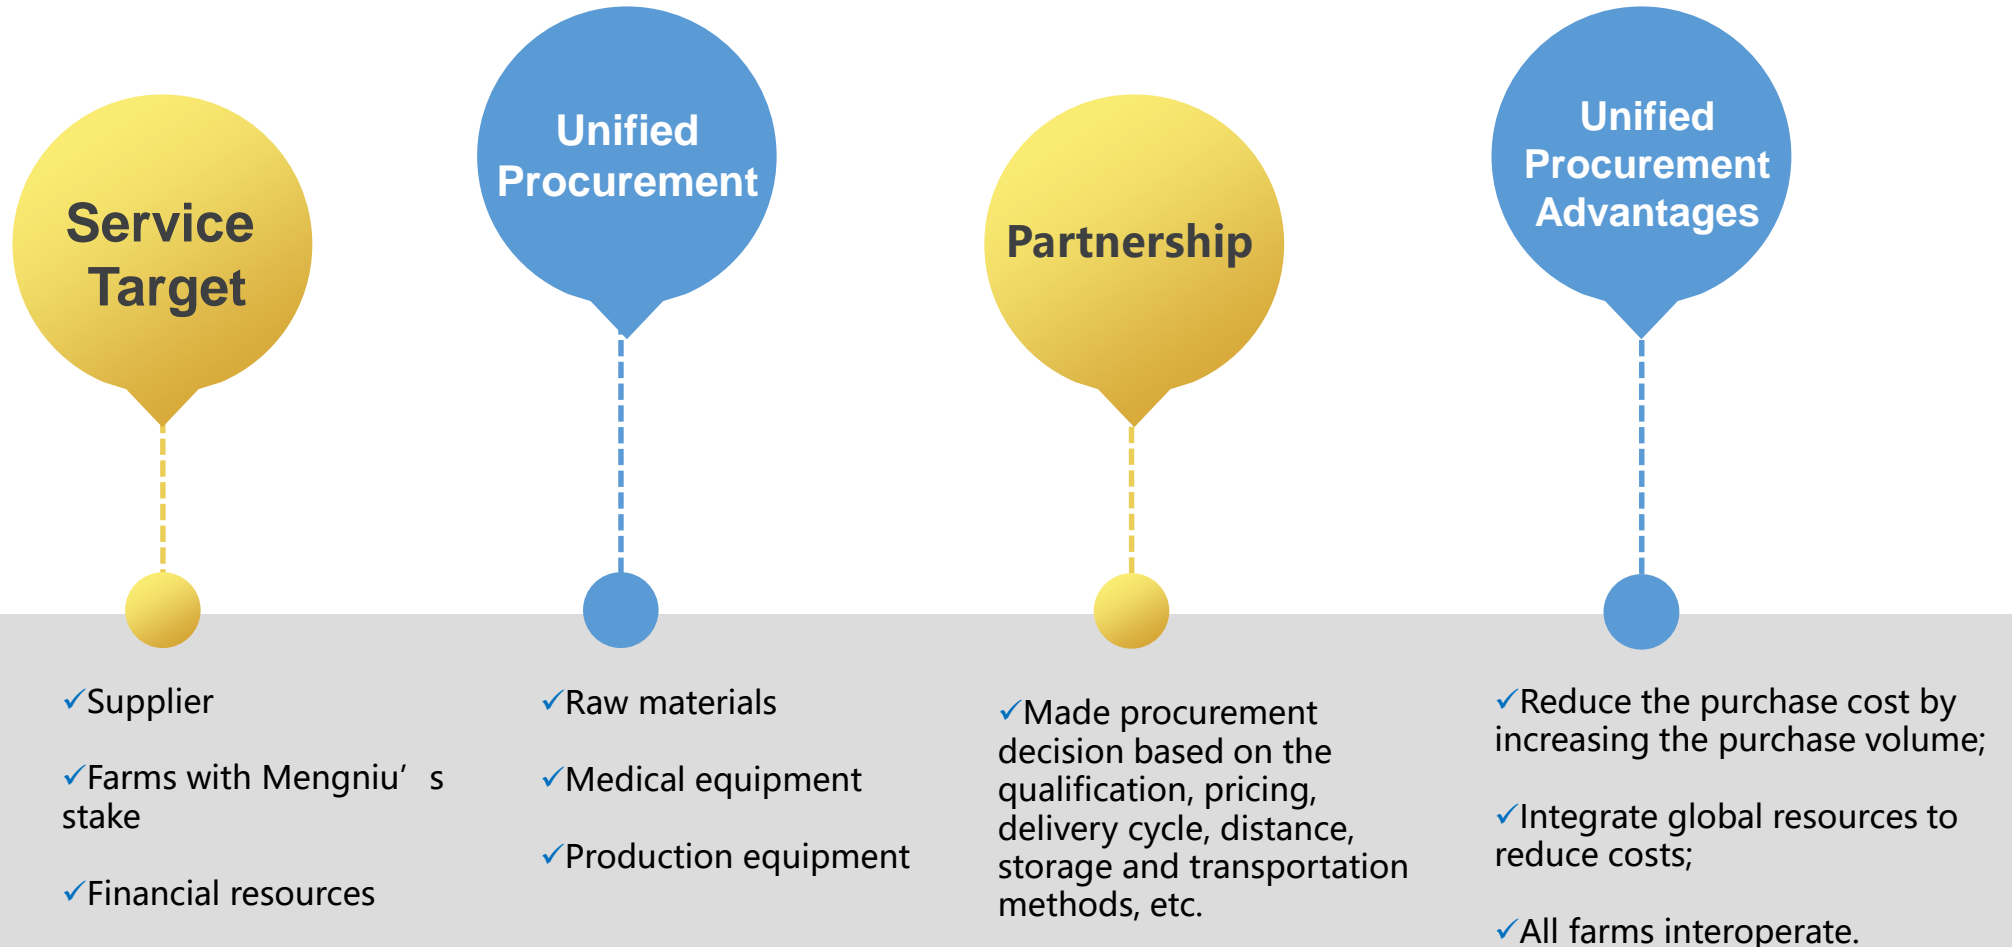 Service
Target
✓Supplier
✓Farms with Mengniu’s
stake
✓Financial resources
Unified
Procurement
✓Raw materials
✓Medical equipment
✓Production equipment
Partnership
✓Made procurement
decision based on the
qualification, pricing,
delivery cycle, distance,
storage and transportation
methods, etc.
Unified
Procurement
Advantages
✓Reduce the purchase cost by
increasing the purchase volume;
✓Integrate global resources to
reduce costs;
✓All farms interoperate.